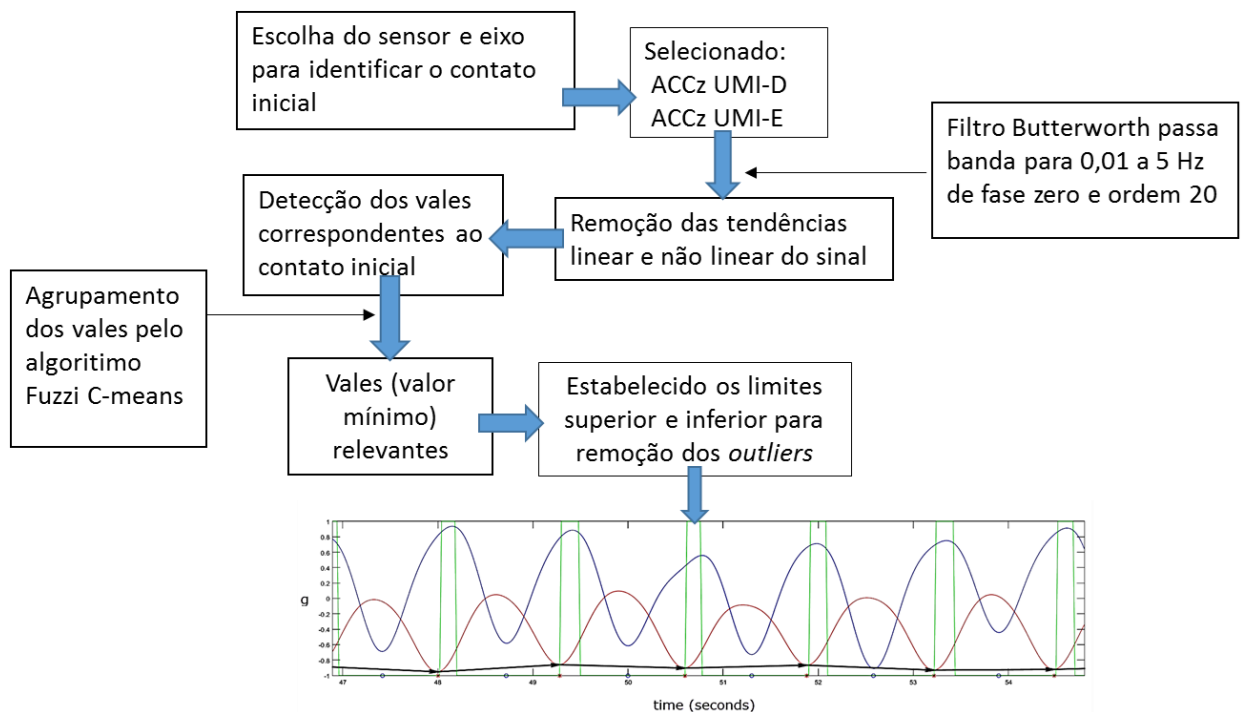 Escolha do sensor e eixo
para identificar o contato
inicial
Selecionado:
ACCz UMI-D
ACCz UMI-E
Filtro Butterworth passa
banda para 0,01 a 5 Hz
de fase zero e ordem 20
Remoção das tendências
linear e não linear do sinal
Detecção dos vales
correspondentes ao
contato inicial
Agrupamento
dos vales pelo
algoritimo
Fuzzi C-means
Vales (valor
mínimo)
relevantes
Estabelecido os limites
superior e inferior para
remoção dos outliers
1
0.8
0.6
0.4
0.2
0
-0.2
-0.4
-0.6
-0.8
-1
g
47 48 49 50 51 52 53 54
time (seconds)